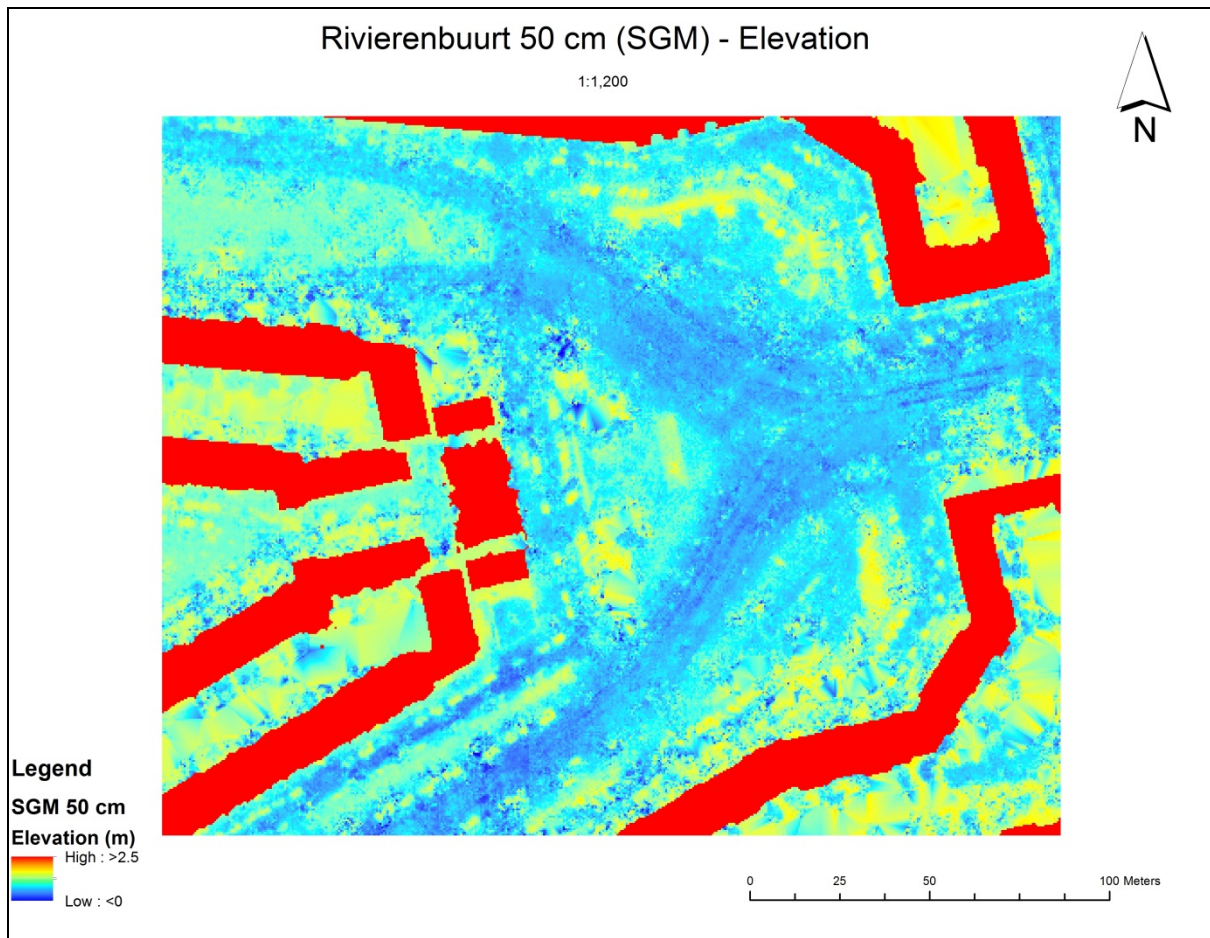 Rivierenbuurt 50 cm (SGM) - Elevation
1:1,200
N
Legend
SGM 50 cm
Elevation (m)
High : >2.5
Low : <0
0 25 50 100 Meters